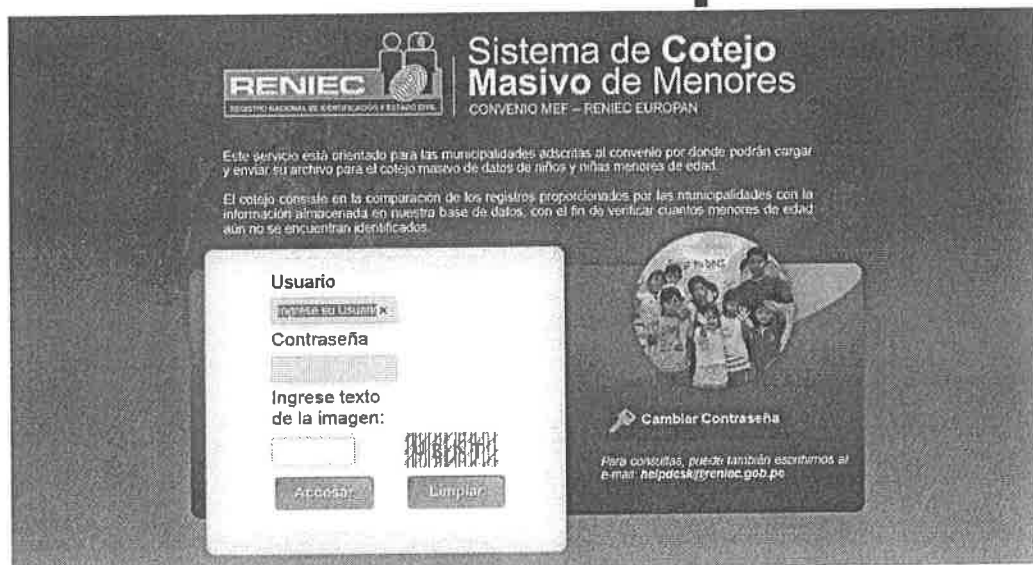 RENIEC
REGISTRO NACIONAL DE IDENTIFICACIÓN Y ESTADO CIVIL
Sistema de Cotejo
Masivo de Menores
CONVENIO MEF – RENIEC EUROPAN
Este servicio está orientado para las municipalidades adscritas al convenio por donde podrán cargar
y enviar su archivo para el cotejo masivo de datos de niños y niñas menores de edad.
El cotejo consiste en la comparación de los registros proporcionados por las municipalidades con la
información almacenada en nuestra base de datos, con el fin de verificar cuantos menores de edad
aún no se encuentran identificados.
Usuario
Ingrese su Usuario x
Contraseña
Ingrese texto
de la imagen:
Accesar
Limpiar
Cambiar Contraseña
Para consultas, puede también escribirnos al
e-mail: helpdesk@reniec.gob.pe